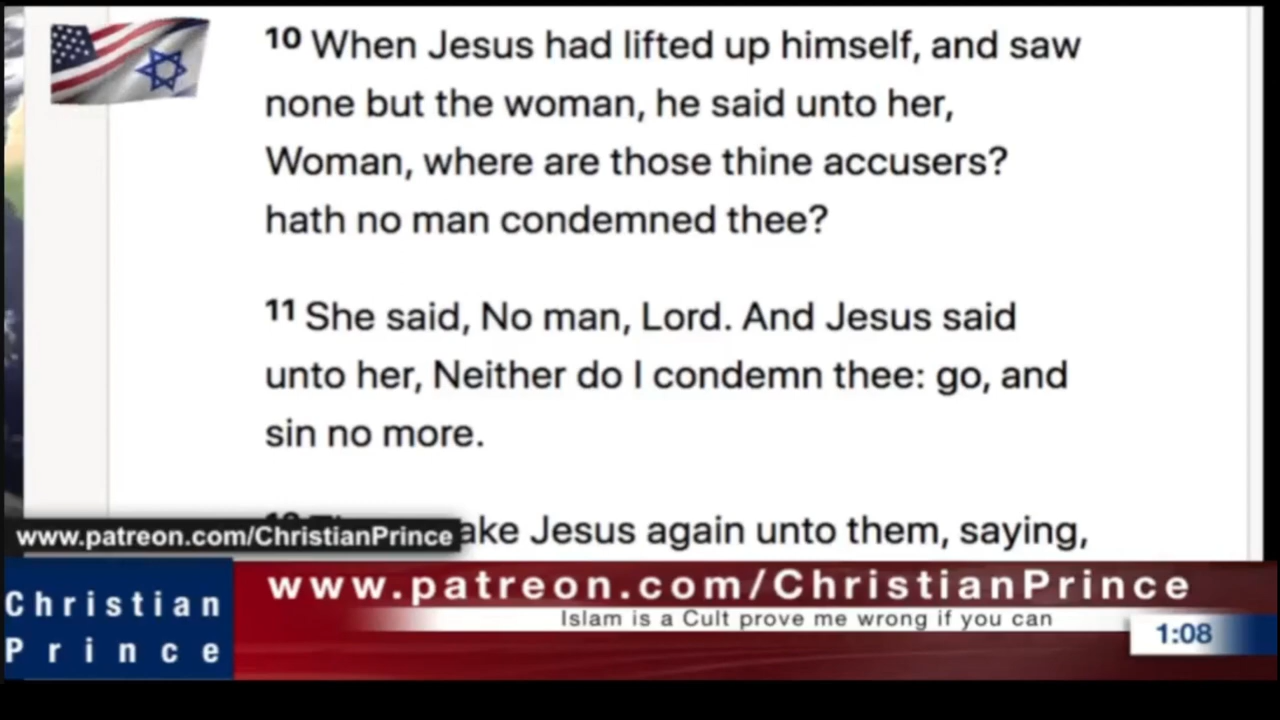 10 When Jesus had lifted up himself, and saw
none but the woman, he said unto her,
Woman, where are those thine accusers?
hath no man condemned thee?
11 She said, No man, Lord. And Jesus said
unto her, Neither do I condemn thee: go, and
sin no more.
Jesus again unto them, saying,
www.patreon.com/ChristianPrince
www.patreon.com/ChristianPrince
Islam is a Cult prove me wrong if you can
Christian
Prince
1:08